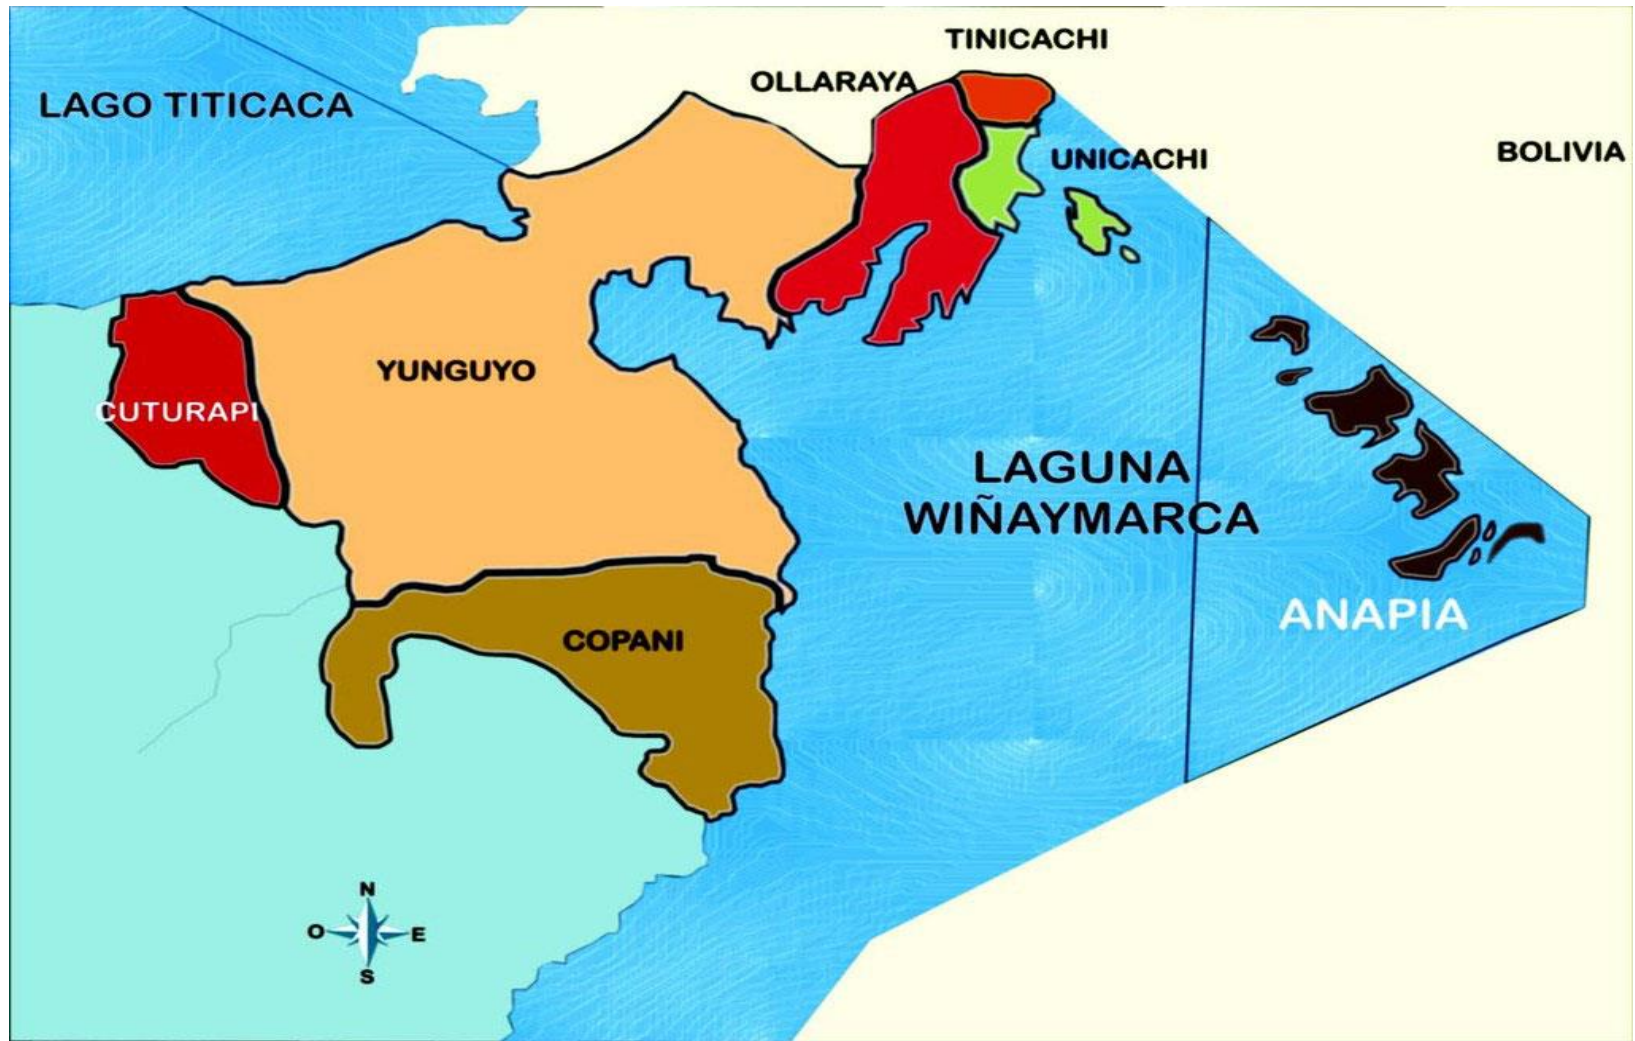 TINICACHI
OLLARAYA
LAGO TITICACA
UNICACHI
BOLIVIA
YUNGUYO
CUTURAPI
LAGUNA
WIÑAYMARCA
ANAPIA
COPANI
N
O E
S